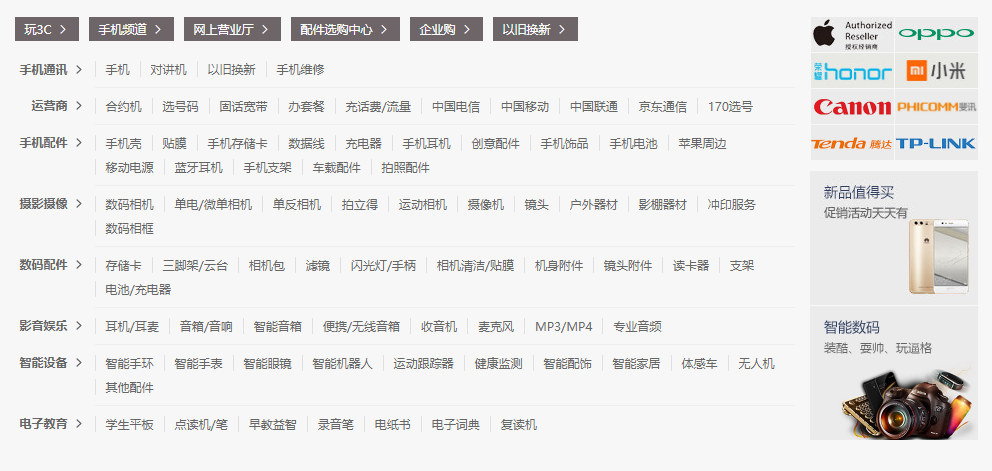 玩3C > 手机频道 > 网上营业厅 > 配件选购中心 > 企业购 > 以旧换新 >
手机通讯 > 手机 对讲机 以旧换新 手机维修
运营商 > 合约机 选号码 固话宽带 办套餐 充话费/流量 中国电信 中国移动 中国联通 京东通信 170选号
手机配件 > 手机壳 贴膜 手机存储卡 数据线 充电器 手机耳机 创意配件 手机饰品 手机电池 苹果周边
移动电源 蓝牙耳机 手机支架 车载配件 拍照配件
摄影摄像 > 数码相机 单电/微单相机 单反相机 拍立得 运动相机 摄像机 镜头 户外器材 影棚器材 冲印服务
数码相框
数码配件 > 存储卡 三脚架/云台 相机包 滤镜 闪光灯/手柄 相机清洁/贴膜 机身附件 镜头附件 读卡器 支架
电池/充电器
影音娱乐 > 耳机/耳麦 音箱/音响 智能音箱 便携/无线音箱 收音机 麦克风 MP3/MP4 专业音频
智能设备 > 智能手环 智能手表 智能眼镜 智能机器人 运动跟踪器 健康监测 智能配饰 智能家居 体感车 无人机
其他配件
电子教育 > 学生平板 点读机/笔 早教益智 录音笔 电纸书 电子词典 复读机
Authorized
Reseller
授权经销商
oppo
荣耀 honor
mi 小米
Canon
PHICOMM 斐讯
Tenda 腾达
TP-LINK
新品值得买
促销活动天天有
智能数码
装酷、耍帅、玩逼格